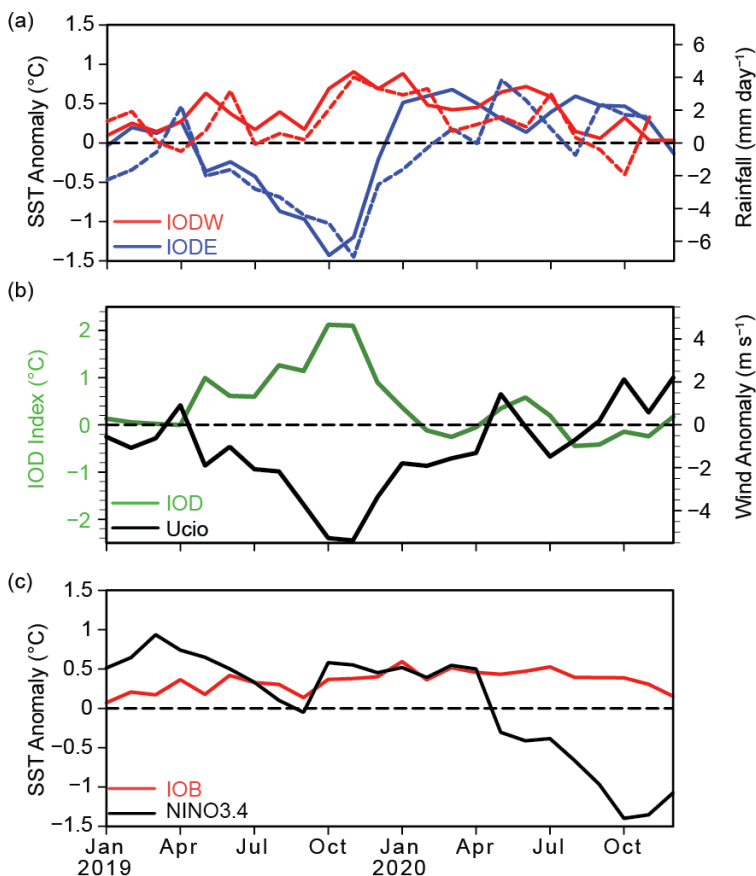 (a)
1.5
1
0.5
0
−0.5
−1
−1.5
SST Anomaly (°C)
6
4
2
0
−2
−4
−6
Rainfall (mm day⁻¹)
IODW
IODE
(b)
2
1
0
−1
−2
IOD Index (°C)
4
2
0
−2
−4
Wind Anomaly (m s⁻¹)
IOD
Ucio
(c)
1.5
1
0.5
0
−0.5
−1
−1.5
SST Anomaly (°C)
IOB
NINO3.4
Jan Apr Jul Oct Jan Apr Jul Oct
2019 2020